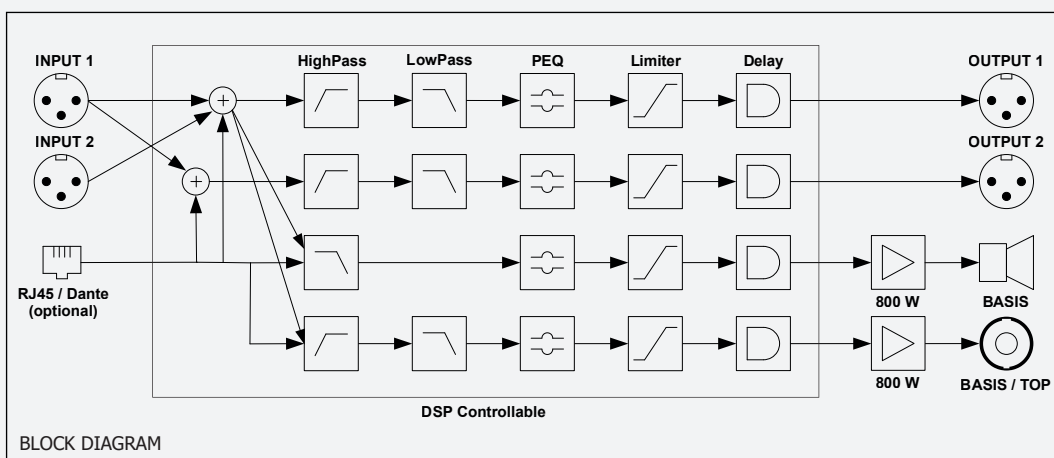 INPUT 1
INPUT 2
RJ45 / Dante
(optional)
HighPass
LowPass
PEQ
Limiter
Delay
OUTPUT 1
OUTPUT 2
800 W
BASIS
800 W
BASIS / TOP
DSP Controllable
BLOCK DIAGRAM